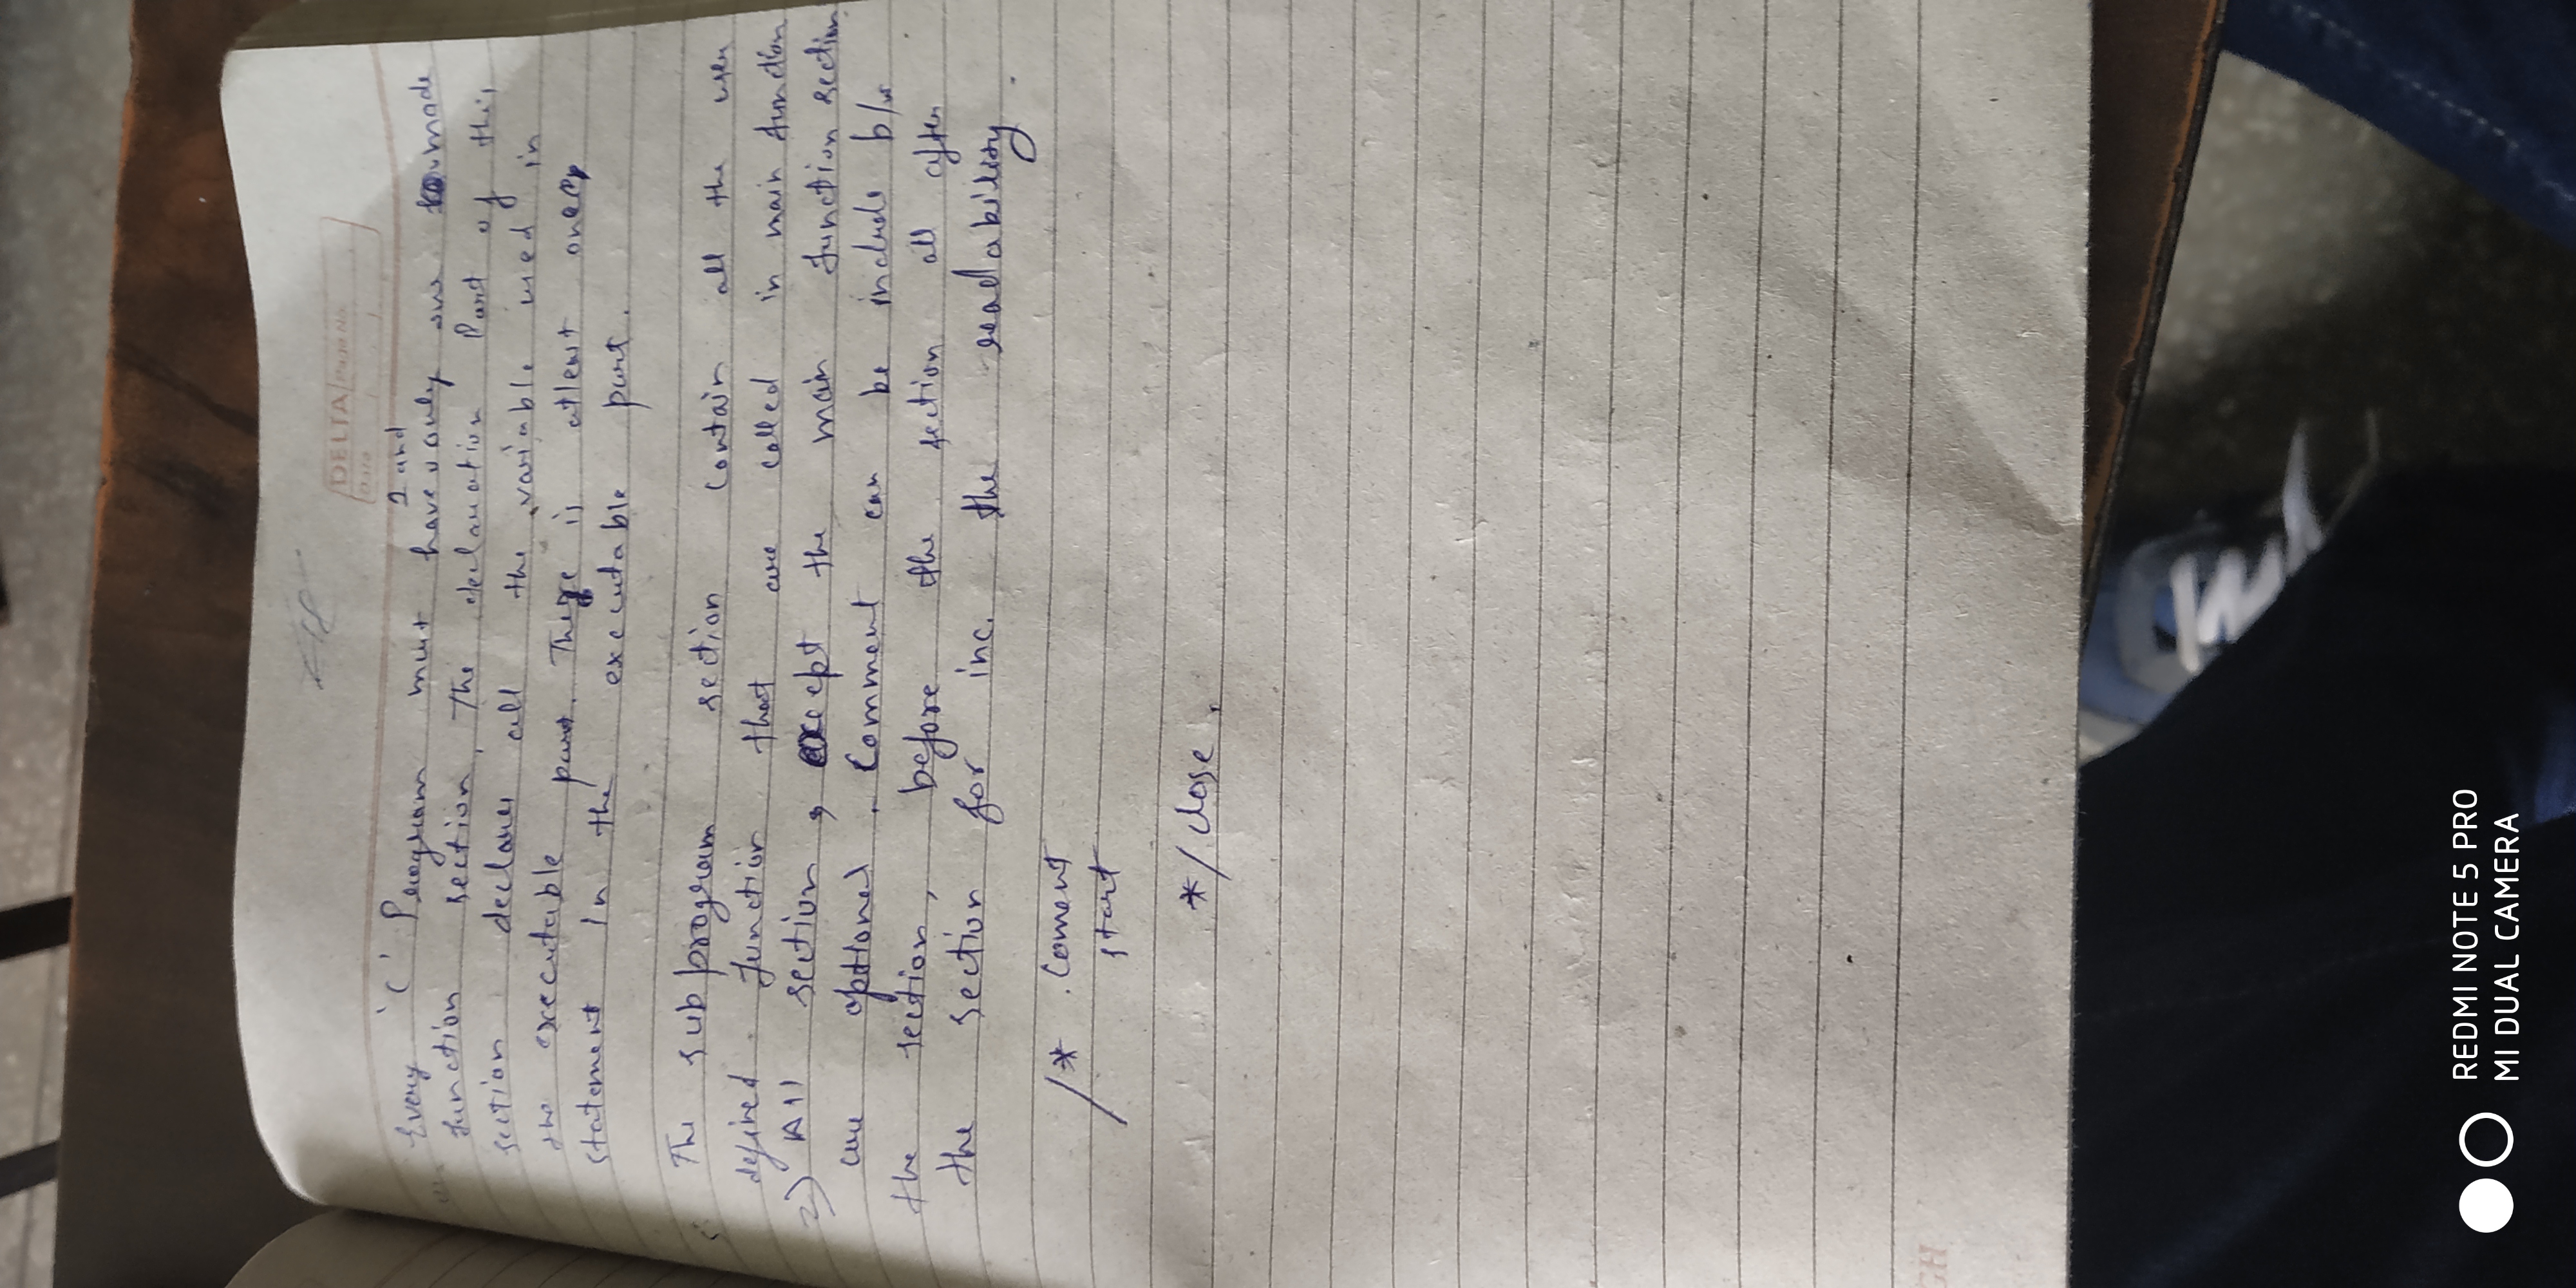 DELTA Page No.
Date
1 and
Every 'C' Program must have only one made
function section, The declaration Part of this
section declares all the variable used in
the executable part. There is atleast one
statement In the executable part.
The subprogram section contain all the user
defined function that are called in main function
=> All section, except the main function section
are optional. Comment can be include b/w
the section, before the section all after
the section for inc. the readability.
/* Coment
start
*/ close.
REDMI NOTE 5 PRO
MI DUAL CAMERA